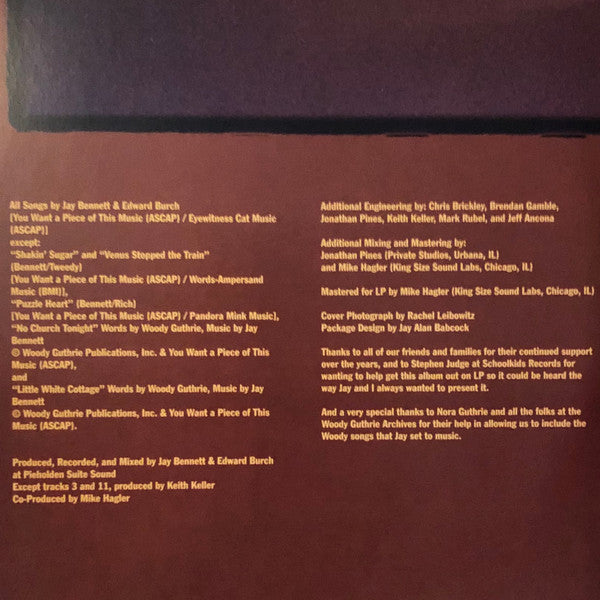 All Songs by Jay Bennett & Edward Burch
[You Want a Piece of This Music (ASCAP) / Eyewitness Cat Music
(ASCAP)]
except:
“Shakin’ Sugar” and “Venus Stopped the Train”
(Bennett/Tweedy)
[You Want a Piece of This Music (ASCAP) / Words-Ampersand
Music (BMI)],
“Puzzle Heart” (Bennett/Rich)
[You Want a Piece of This Music (ASCAP) / Pandora Mink Music],
“No Church Tonight” Words by Woody Guthrie, Music by Jay
Bennett
© Woody Guthrie Publications, Inc. & You Want a Piece of This
Music (ASCAP),
and
“Little White Cottage” Words by Woody Guthrie, Music by Jay
Bennett
© Woody Guthrie Publications, Inc. & You Want a Piece of This
Music (ASCAP).
Produced, Recorded, and Mixed by Jay Bennett & Edward Burch
at Pieholden Suite Sound
Except tracks 3 and 11, produced by Keith Keller
Co-Produced by Mike Hagler
Additional Engineering by: Chris Brickley, Brendan Gamble,
Jonathan Pines, Keith Keller, Mark Rubel, and Jeff Ancona
Additional Mixing and Mastering by:
Jonathan Pines (Private Studios, Urbana, IL)
and Mike Hagler (King Size Sound Labs, Chicago, IL)
Mastered for LP by Mike Hagler (King Size Sound Labs, Chicago, IL)
Cover Photograph by Rachel Leibowitz
Package Design by Jay Alan Babcock
Thanks to all of our friends and families for their continued support
over the years, and to Stephen Judge at Schoolkids Records for
wanting to help get this album out on LP so it could be heard the
way Jay and I always wanted to present it.
And a very special thanks to Nora Guthrie and all the folks at the
Woody Guthrie Archives for their help in allowing us to include the
Woody songs that Jay set to music.